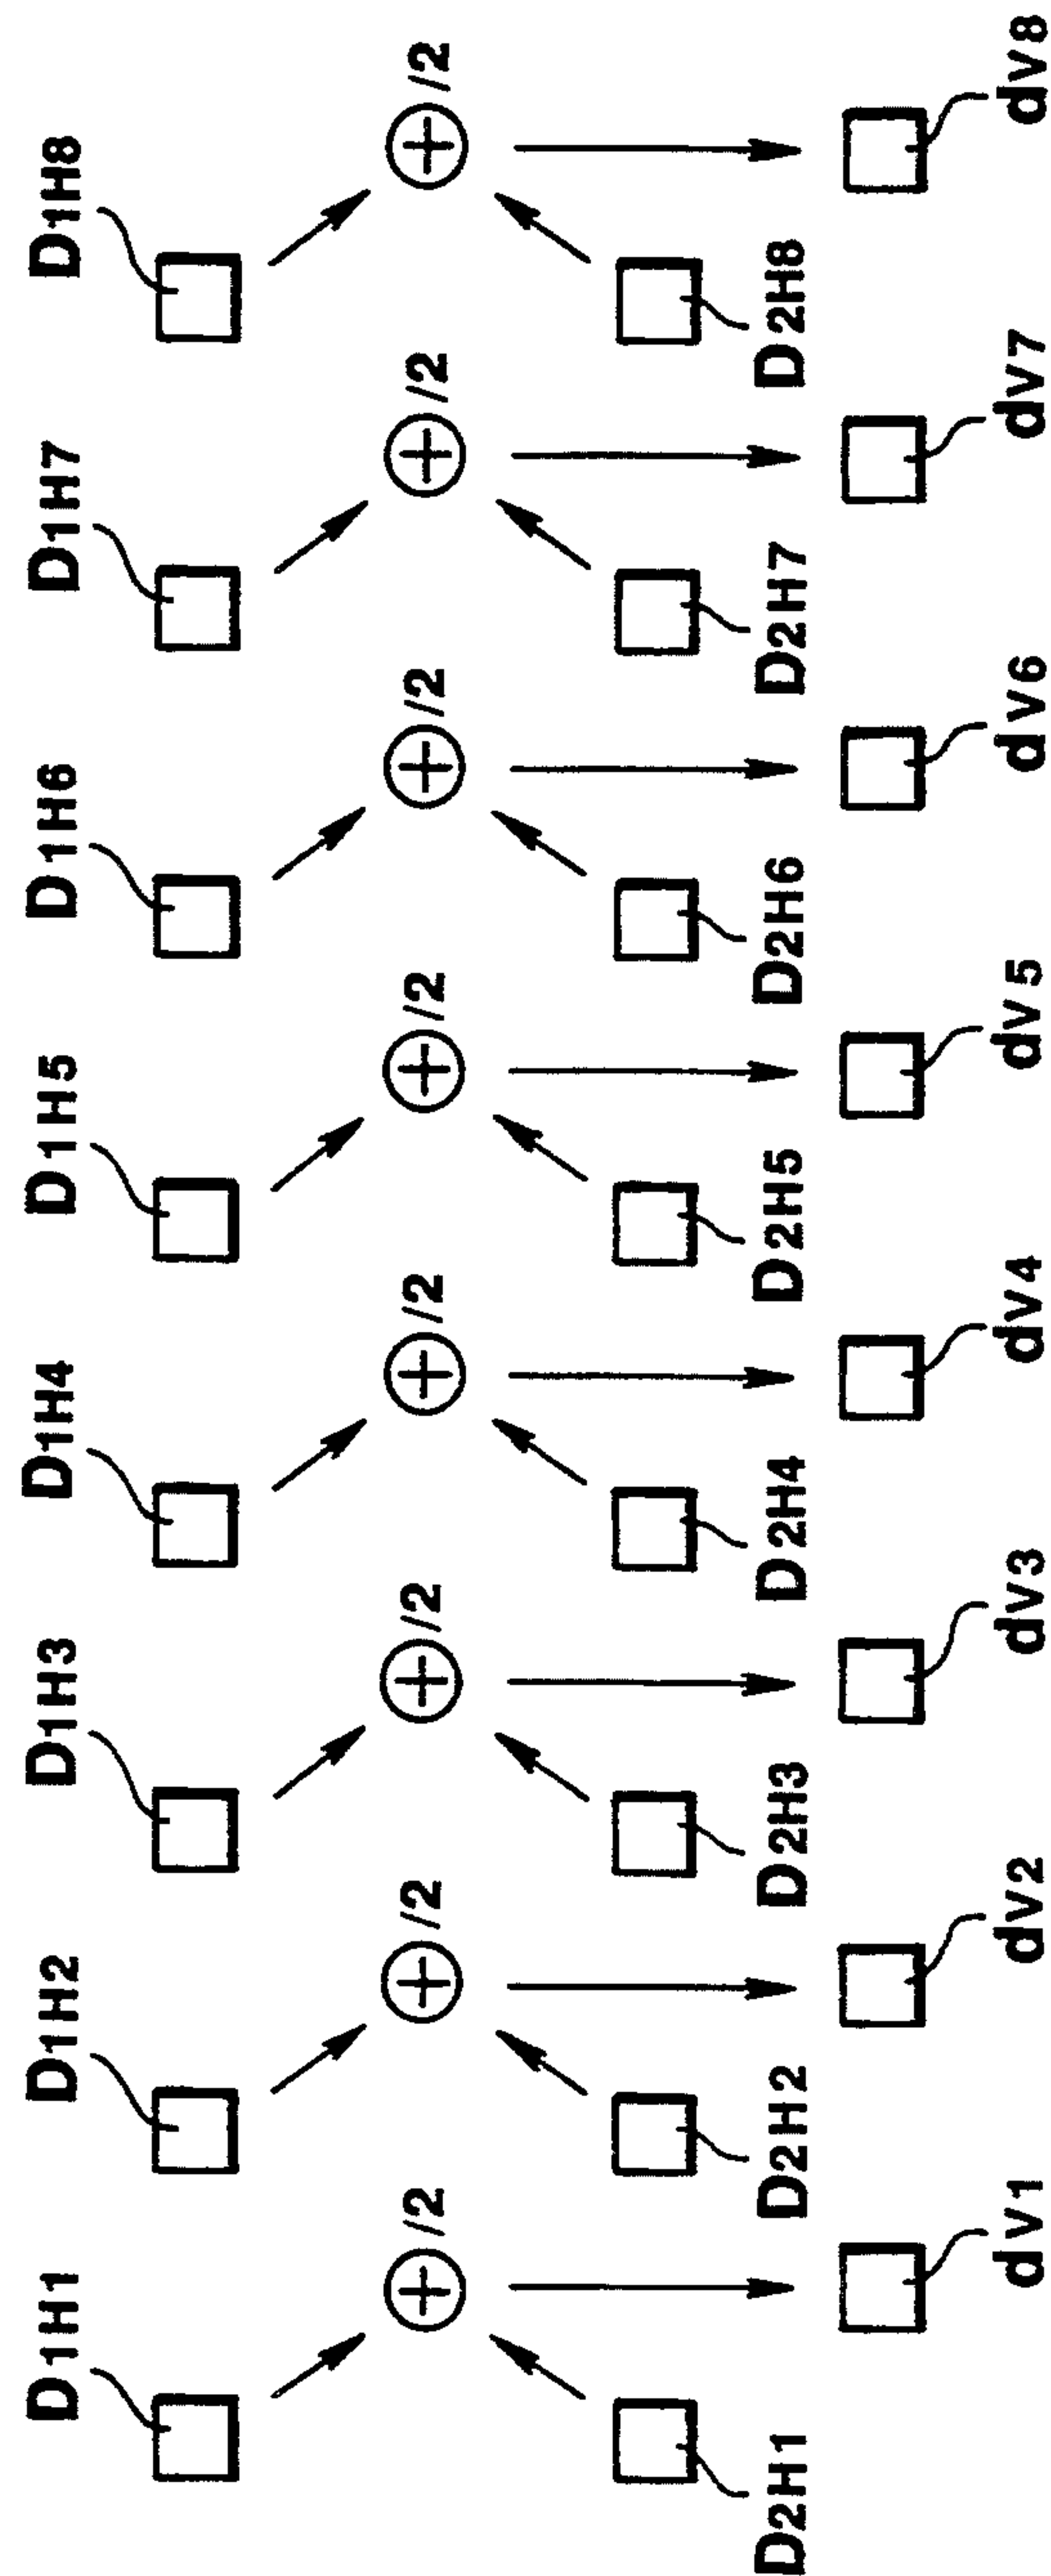 D1H1 D1H2 D1H3 D1H4 D1H5 D1H6 D1H7 D1H8
/2 /2 /2 /2 /2 /2 /2 /2
D2H1 D2H2 D2H3 D2H4 D2H5 D2H6 D2H7 D2H8
dV1 dV2 dV3 dV4 dV5 dV6 dV7 dV8